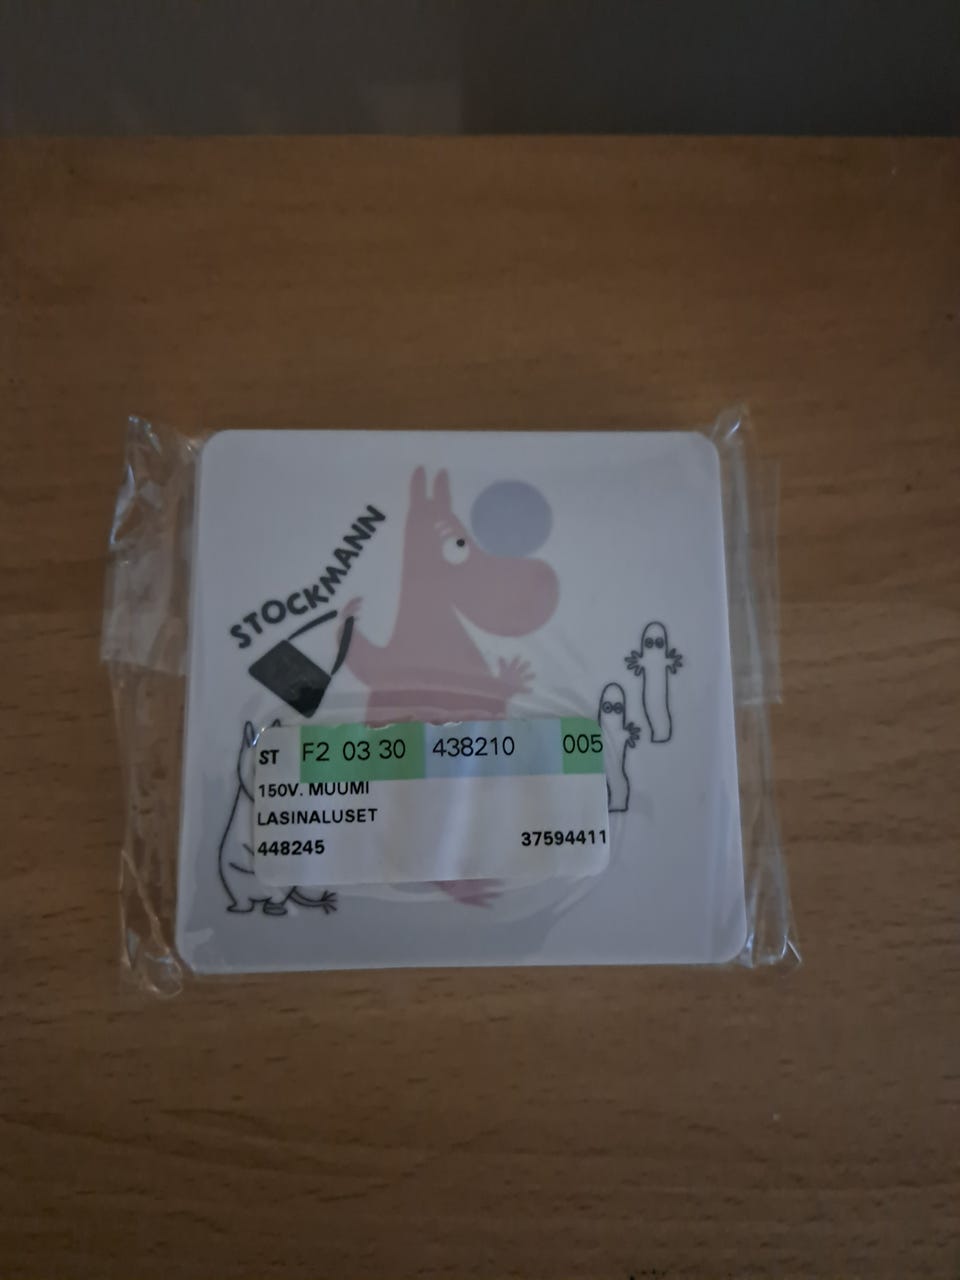 STOCKMANN
ST F2 03 30 438210 005
150V. MUUMI
LASINALUSET
448245 37594411